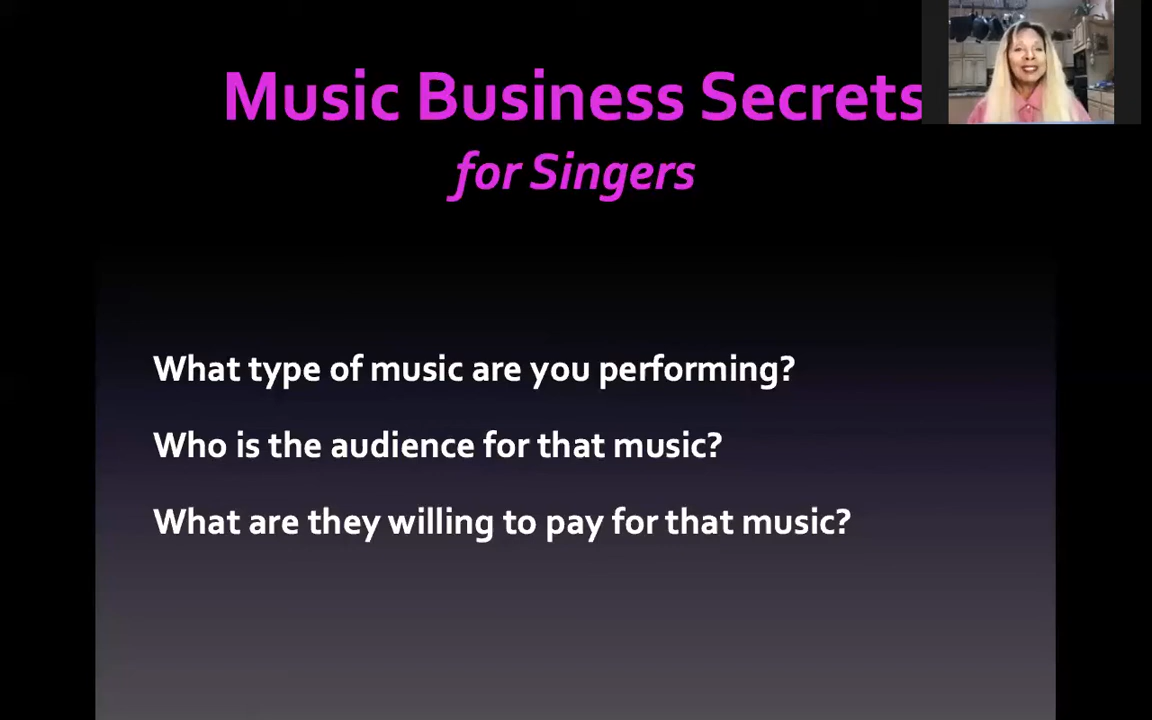 Music Business Secrets
for Singers
What type of music are you performing?
Who is the audience for that music?
What are they willing to pay for that music?